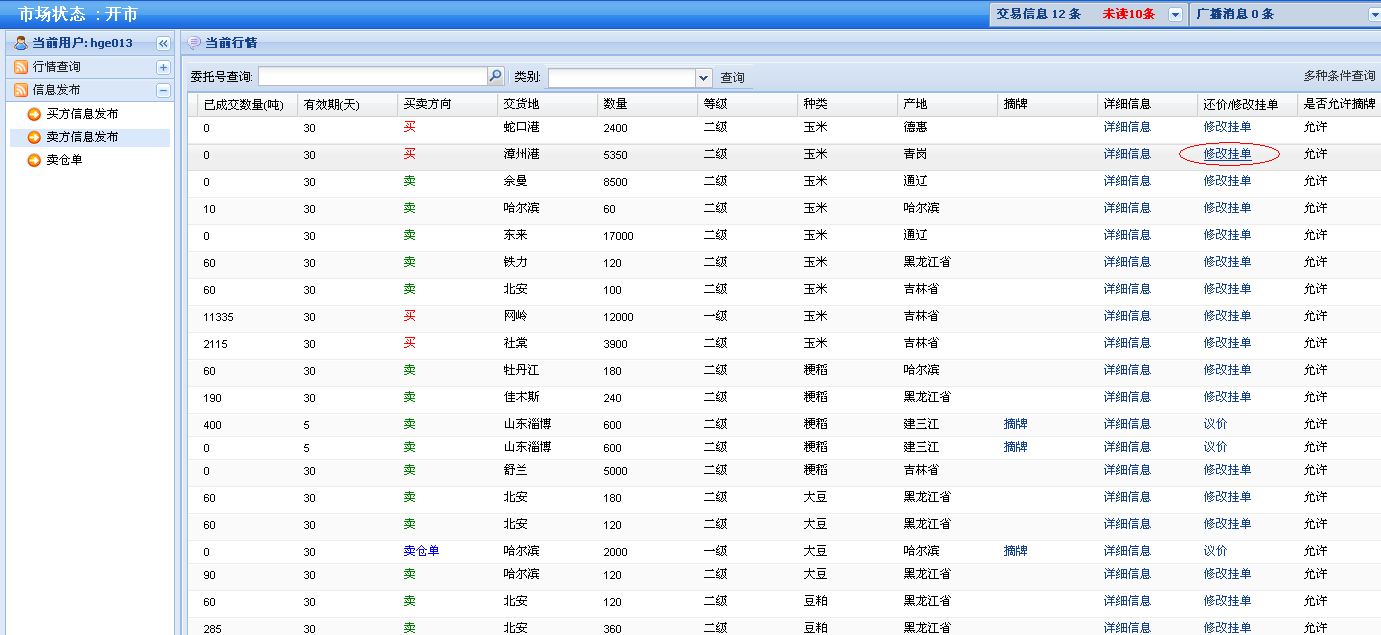 市场状态 ：开市
交易信息 12 条 未读10条 广播消息 0 条
当前用户: hge013
当前行情
行情查询
信息发布
买方信息发布
卖方信息发布
卖仓单
委托号查询: 类别: 查询 多种条件查询
已成交数量(吨) 有效期(天) 买卖方向 交货地 数量 等级 种类 产地 摘牌 详细信息 还价/修改挂单 是否允许摘牌
0 30 买 蛇口港 2400 二级 玉米 德惠 详细信息 修改挂单 允许
0 30 买 漳州港 5350 二级 玉米 青岗 详细信息 修改挂单 允许
0 30 卖 余曼 8500 二级 玉米 通辽 详细信息 修改挂单 允许
10 30 卖 哈尔滨 60 二级 玉米 哈尔滨 详细信息 修改挂单 允许
0 30 卖 东来 17000 二级 玉米 通辽 详细信息 修改挂单 允许
60 30 卖 铁力 120 二级 玉米 黑龙江省 详细信息 修改挂单 允许
60 30 卖 北安 100 二级 玉米 吉林省 详细信息 修改挂单 允许
11335 30 买 网岭 12000 一级 玉米 吉林省 详细信息 修改挂单 允许
2115 30 买 社棠 3900 二级 玉米 吉林省 详细信息 修改挂单 允许
60 30 卖 牡丹江 180 二级 粳稻 哈尔滨 详细信息 修改挂单 允许
190 30 卖 佳木斯 240 二级 粳稻 黑龙江省 详细信息 修改挂单 允许
400 5 卖 山东淄博 600 二级 粳稻 建三江 摘牌 详细信息 议价 允许
0 5 卖 山东淄博 600 二级 粳稻 建三江 摘牌 详细信息 议价 允许
0 30 卖 舒兰 5000 二级 粳稻 吉林省 详细信息 修改挂单 允许
60 30 卖 北安 180 二级 大豆 黑龙江省 详细信息 修改挂单 允许
60 30 卖 北安 120 二级 大豆 黑龙江省 详细信息 修改挂单 允许
0 30 卖仓单 哈尔滨 2000 一级 大豆 哈尔滨 摘牌 详细信息 议价 允许
90 30 卖 哈尔滨 120 二级 大豆 黑龙江省 详细信息 修改挂单 允许
60 30 卖 北安 120 二级 豆粕 黑龙江省 详细信息 修改挂单 允许
285 30 卖 北安 360 二级 豆粕 黑龙江省 详细信息 修改挂单 允许